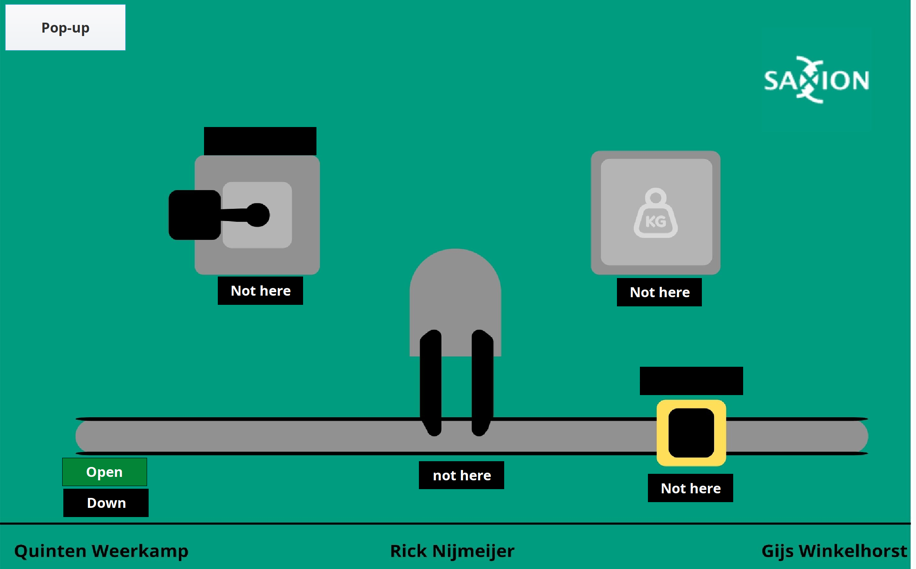 Pop-up
SAXION
Not here
KG
Not here
Open
Down
not here
Not here
Quinten Weerkamp
Rick Nijmeijer
Gijs Winkelhorst